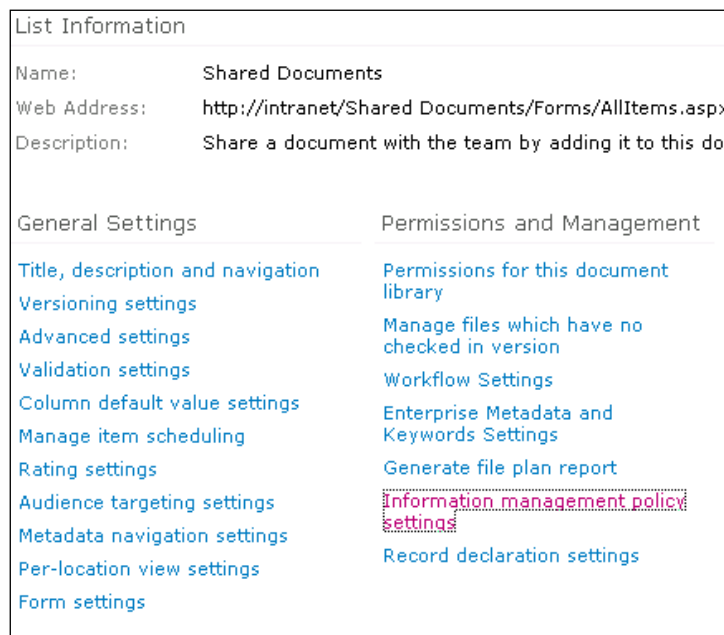 List Information
Name: Shared Documents
Web Address: http://intranet/Shared Documents/Forms/AllItems.aspx
Description: Share a document with the team by adding it to this do
General Settings
Title, description and navigation
Versioning settings
Advanced settings
Validation settings
Column default value settings
Manage item scheduling
Rating settings
Audience targeting settings
Metadata navigation settings
Per-location view settings
Form settings
Permissions and Management
Permissions for this document
library
Manage files which have no
checked in version
Workflow Settings
Enterprise Metadata and
Keywords Settings
Generate file plan report
Information management policy
settings
Record declaration settings